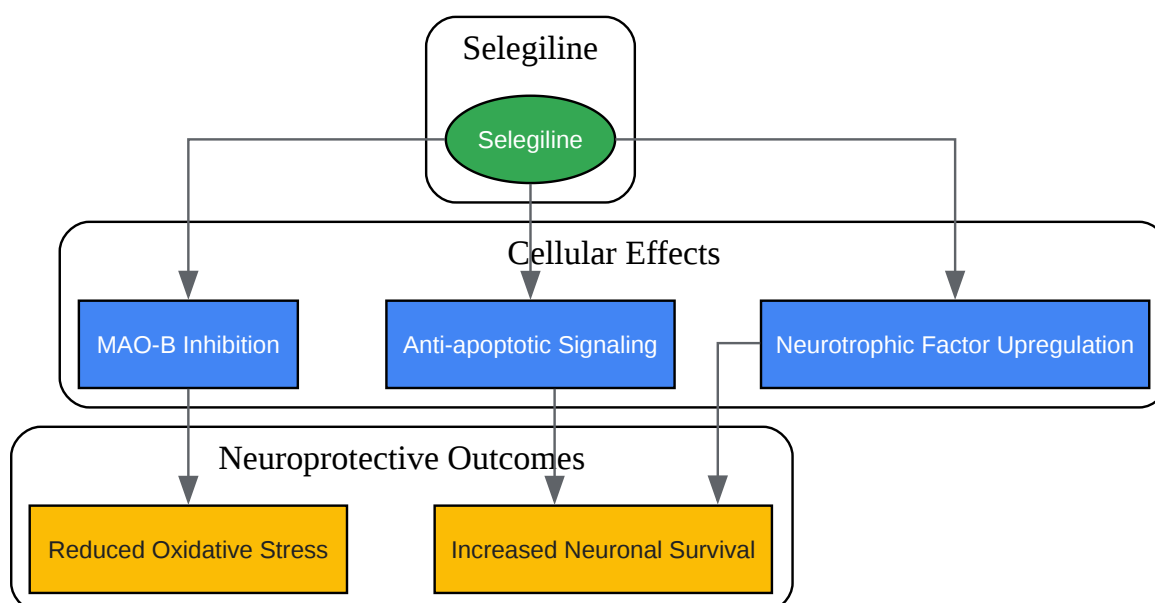 Selegiline
Selegiline
Cellular Effects
MAO-B Inhibition
Anti-apoptotic Signaling
Neurotrophic Factor Upregulation
Neuroprotective Outcomes
Reduced Oxidative Stress
Increased Neuronal Survival